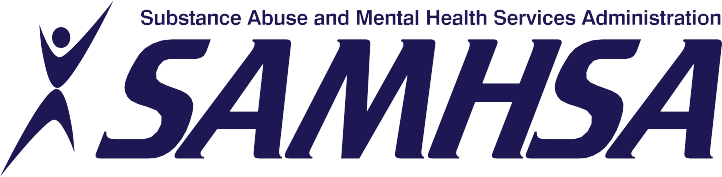 Substance Abuse and Mental Health Services Administration
SAMHSA